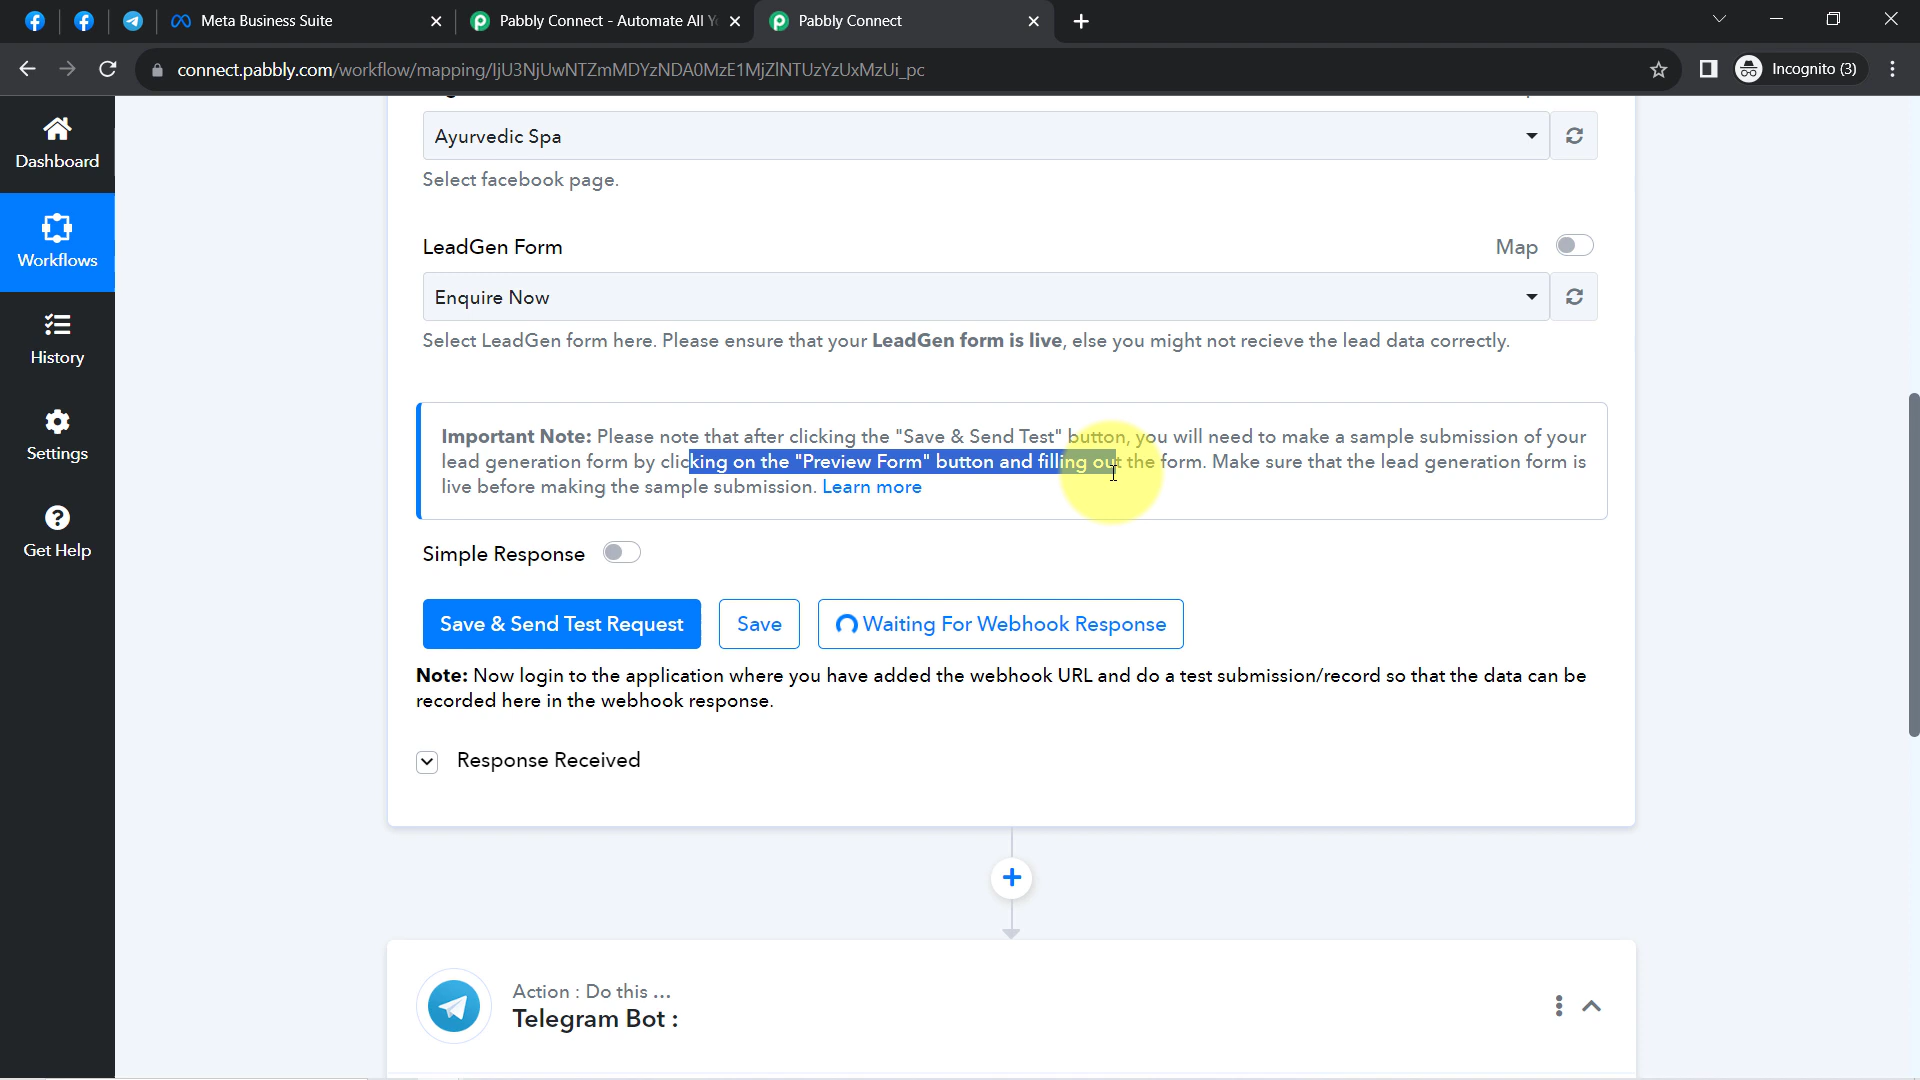 Meta Business Suite
Pabbly Connect - Automate All
Pabbly Connect
connect.pabbly.com/workflow/mapping/IjU3NjUwNTZmMDYzNDA0MzE1MjZlNTUzYzUxMzUi_pc
Incognito (3)
Dashboard
Workflows
History
Settings
Get Help
Ayurvedic Spa
Select facebook page.
LeadGen Form
Map
Enquire Now
Select LeadGen form here. Please ensure that your LeadGen form is live, else you might not recieve the lead data correctly.
Important Note: Please note that after clicking the "Save & Send Test" button, you will need to make a sample submission of your
lead generation form by clicking on the "Preview Form" button and filling out the form. Make sure that the lead generation form is
live before making the sample submission. Learn more
Simple Response
Save & Send Test Request
Save
Waiting For Webhook Response
Note: Now login to the application where you have added the webhook URL and do a test submission/record so that the data can be
recorded here in the webhook response.
Response Received
Action : Do this ...
Telegram Bot :